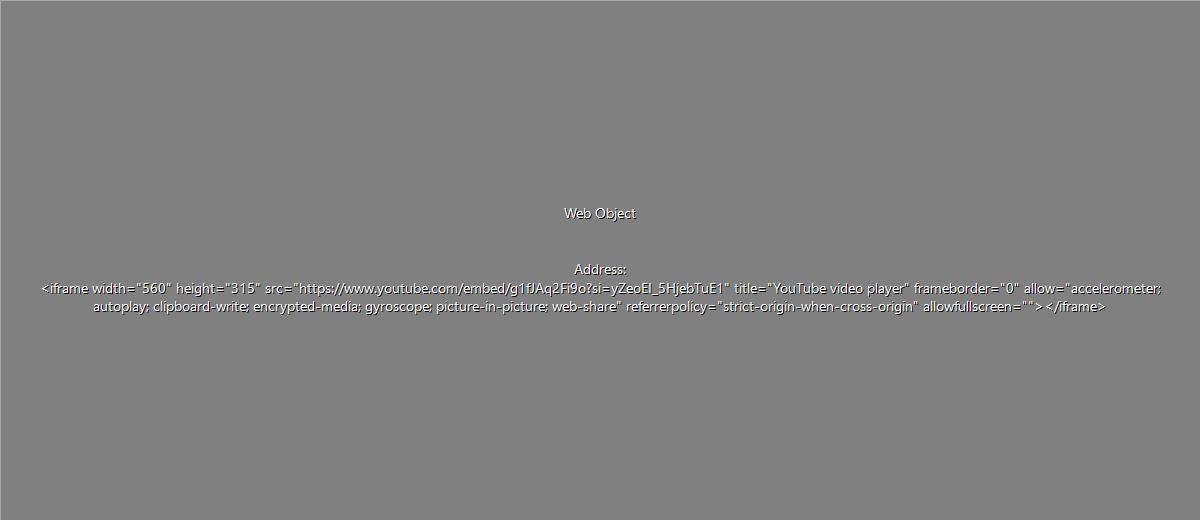 Web Object
Address:
<iframe width="560" height="315" src="https://www.youtube.com/embed/g1fJAq2Fi9o?si=yZeoEI_5HjebTuE1" title="YouTube video player" frameborder="0" allow="accelerometer;
autoplay; clipboard-write; encrypted-media; gyroscope; picture-in-picture; web-share" referrerpolicy="strict-origin-when-cross-origin" allowfullscreen=""></iframe>